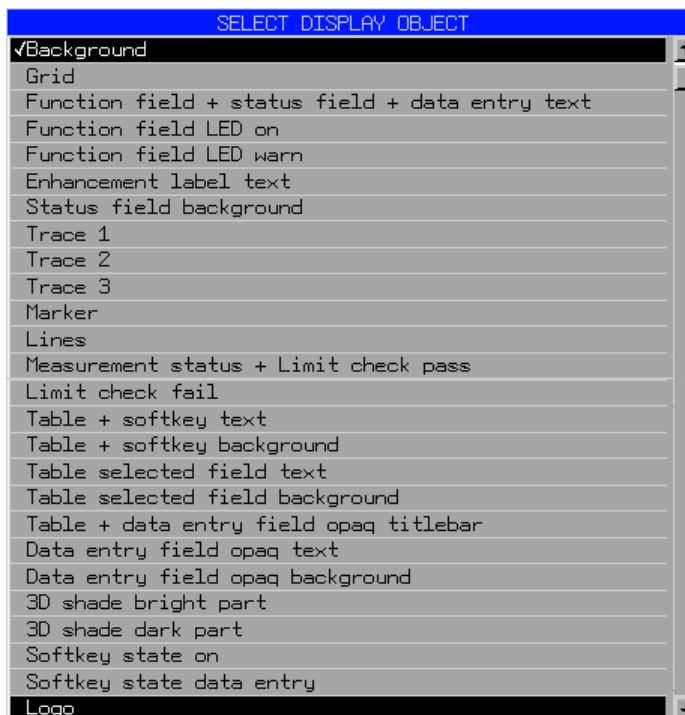 SELECT DISPLAY OBJECT
✓Background
Grid
Function field + status field + data entry text
Function field LED on
Function field LED warn
Enhancement label text
Status field background
Trace 1
Trace 2
Trace 3
Marker
Lines
Measurement status + Limit check pass
Limit check fail
Table + softkey text
Table + softkey background
Table selected field text
Table selected field background
Table + data entry field opaq titlebar
Data entry field opaq text
Data entry field opaq background
3D shade bright part
3D shade dark part
Softkey state on
Softkey state data entry
Logo